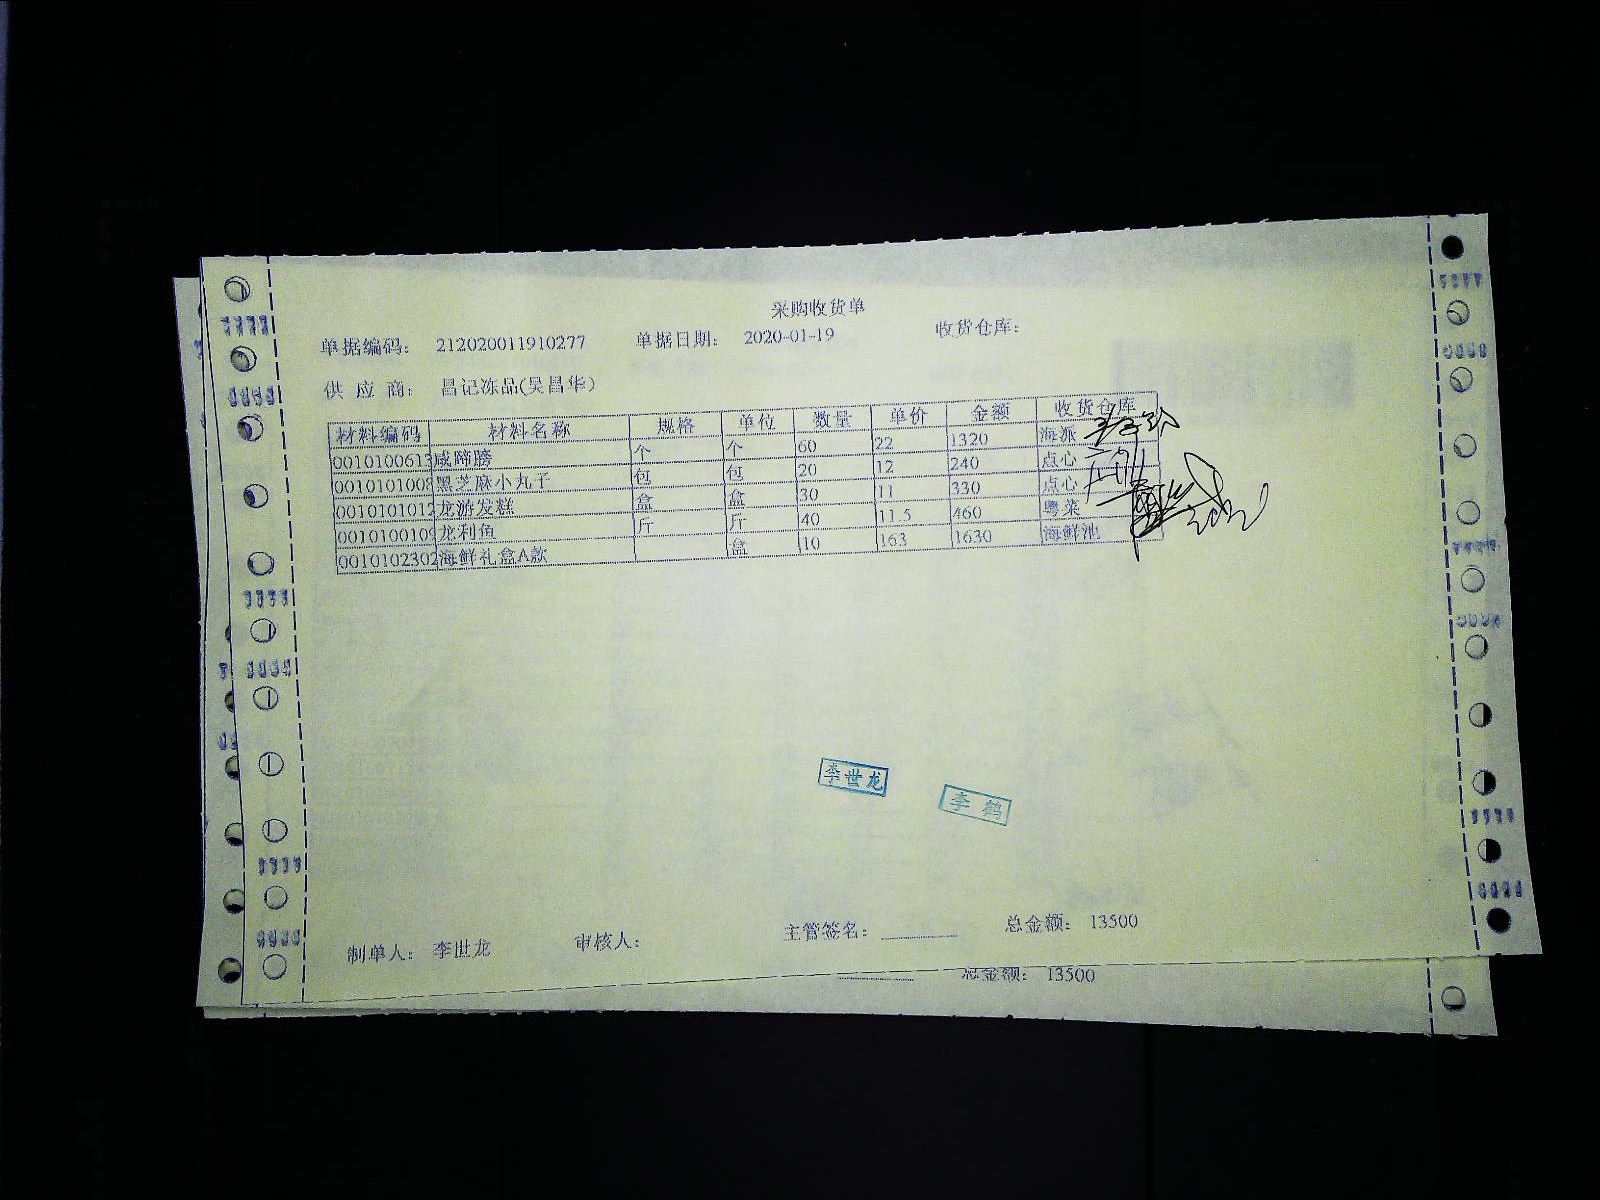 采购收货单
单据编码： 212020011910277 单据日期： 2020-01-19 收货仓库：
供 应 商： 昌记冻品(吴昌华)
材料编码 材料名称 规格 单位 数量 单价 金额 收货仓库
0010100613 咸蹄膀 个 个 60 22 1320 海派
0010101008 黑芝麻小丸子 包 包 20 12 240 点心
0010101012 龙游发糕 盒 盒 30 11 330 点心
0010100109 龙利鱼 斤 斤 40 11.5 460 粤菜
0010102302 海鲜礼盒A款 盒 10 163 1630 海鲜池
李世龙
李鹤
制单人： 李世龙 审核人： 主管签名： 总金额： 13500
总金额： 13500